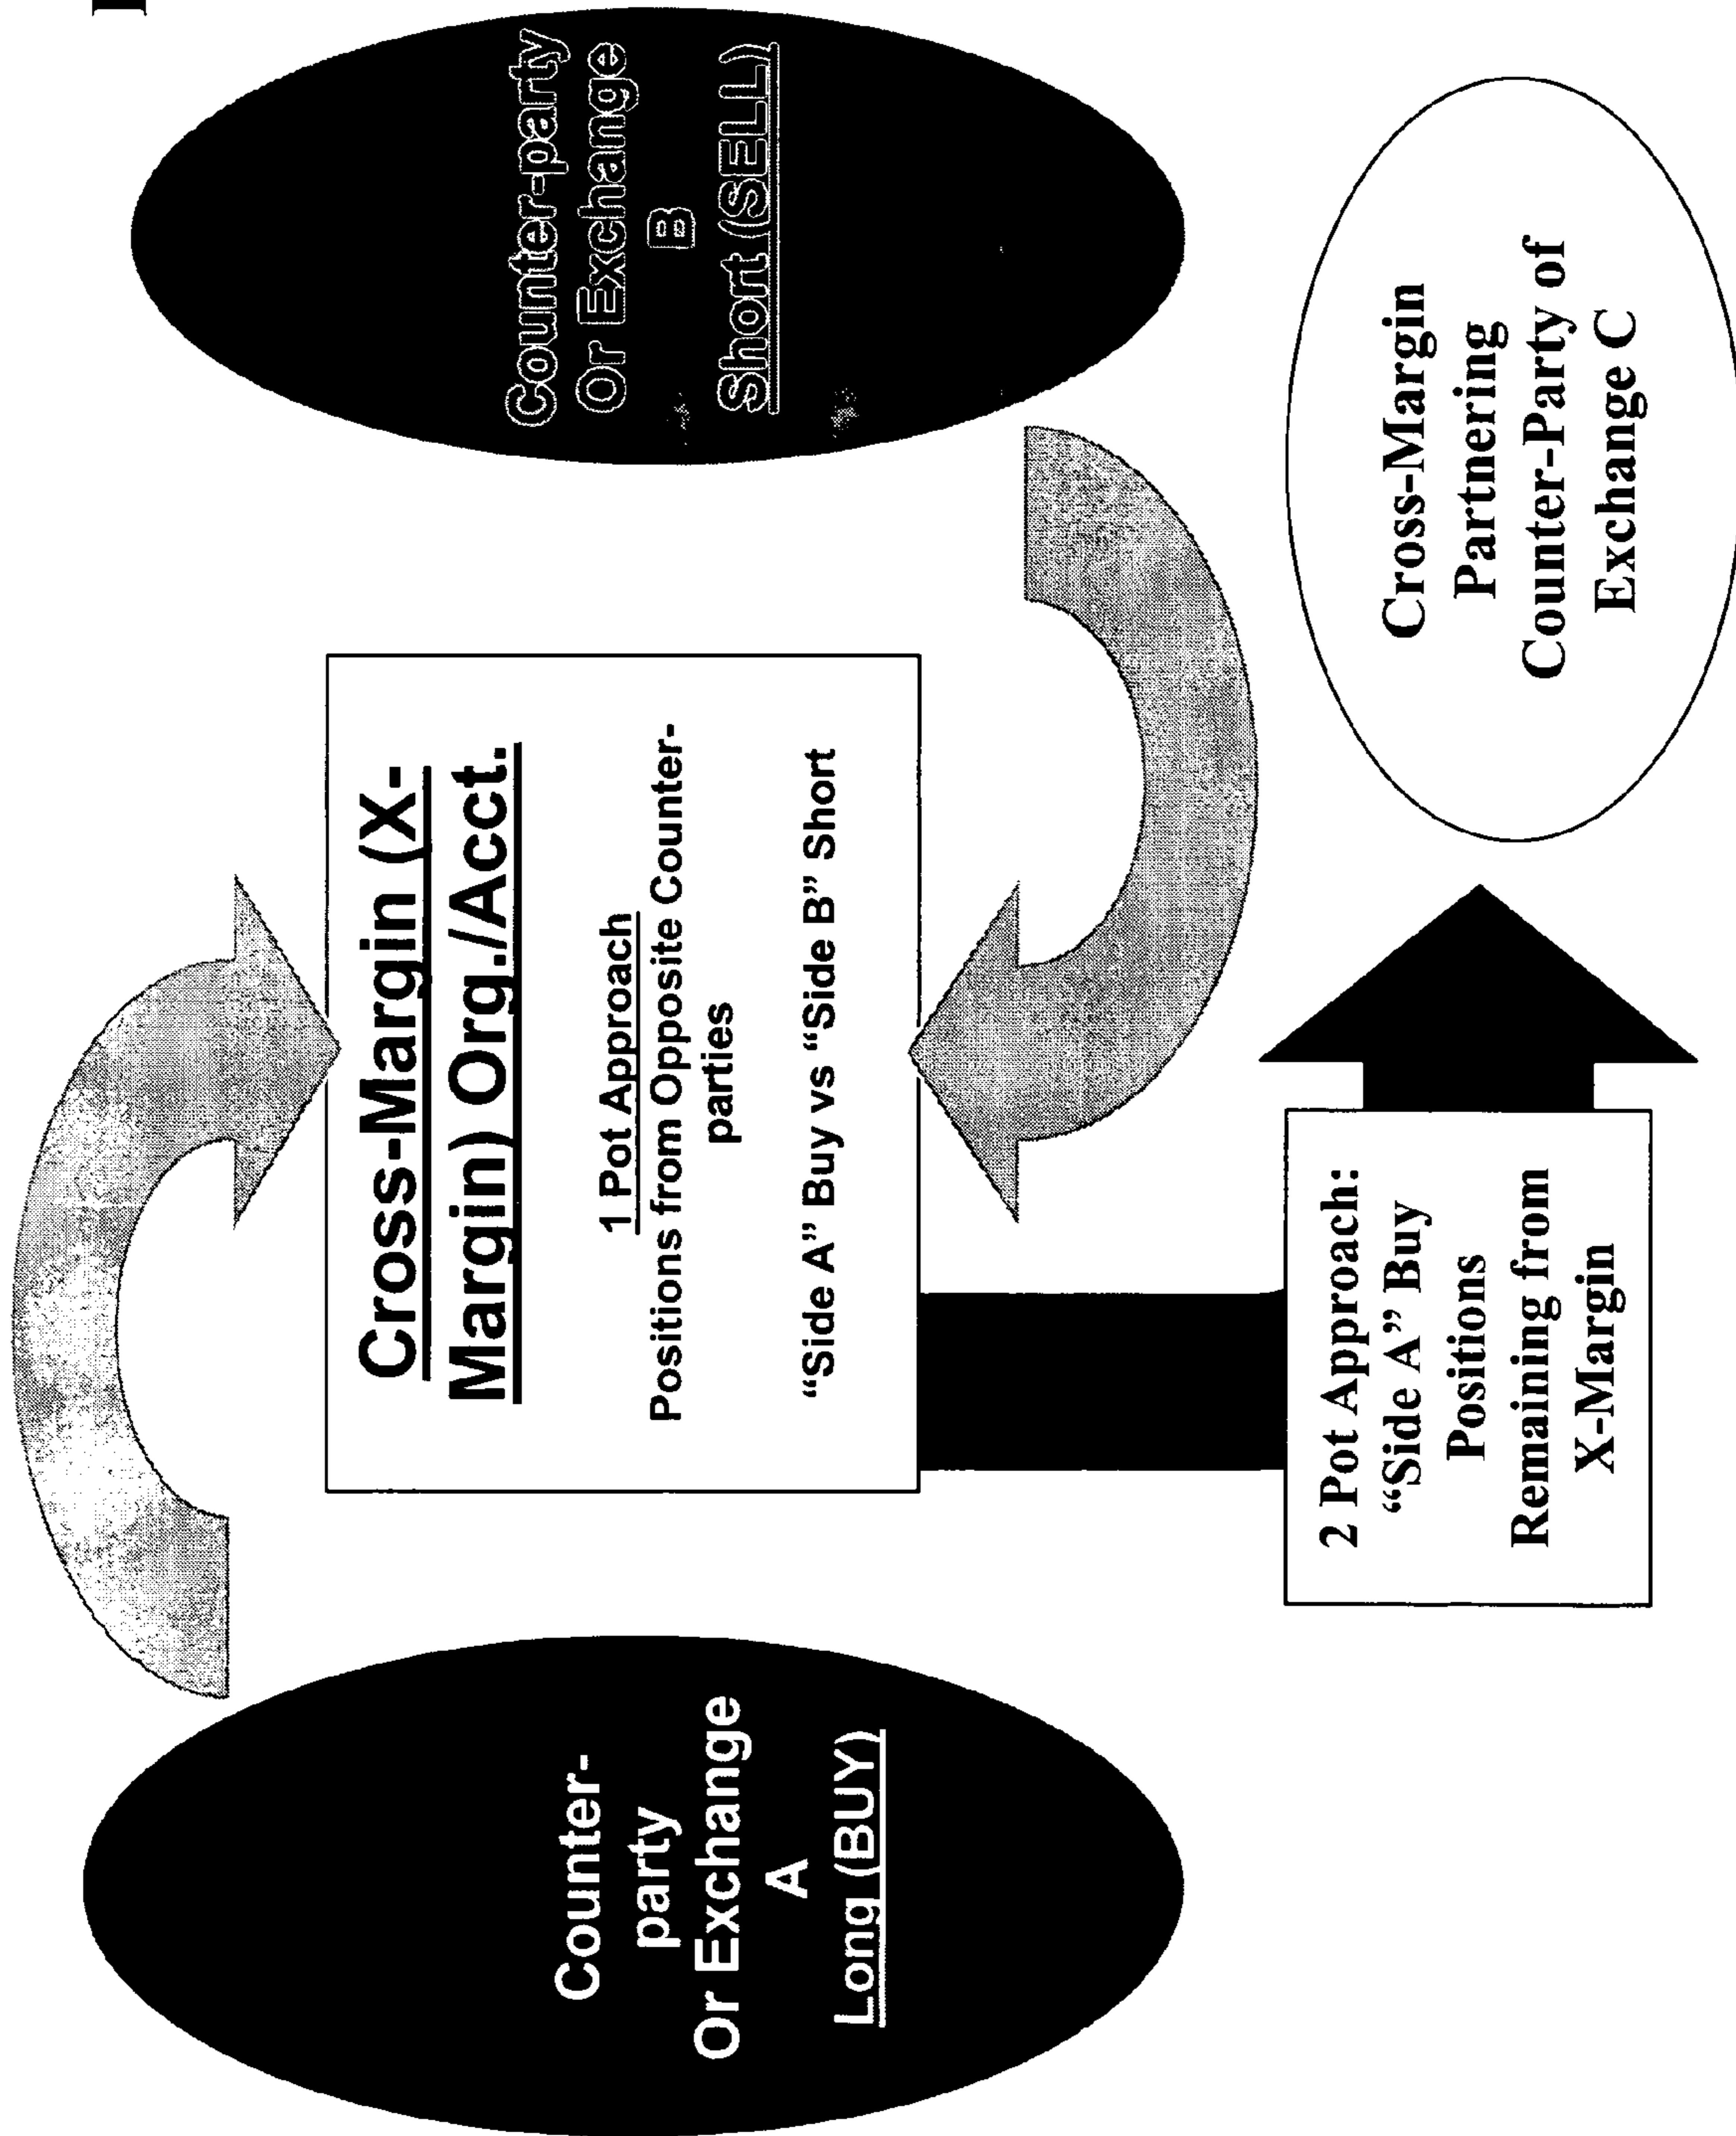 Counter-
party
Or Exchange
A
Long (BUY)
Cross-Margin (X-
Margin) Org./Acct.
1 Pot Approach
Positions from Opposite Counter-
parties
“Side A” Buy vs “Side B” Short
Counter-party
Or Exchange
B
Short (SELL)
2 Pot Approach:
“Side A” Buy
Positions
Remaining from
X-Margin
Cross-Margin
Partnering
Counter-Party of
Exchange C